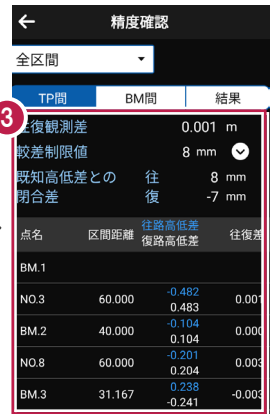 ← 精度確認
全区間
TP間 BM間 結果
3
往復観測差 0.001 m
較差制限値 8 mm
既知高低差との 往 8 mm
閉合差 復 -7 mm
点名 区間距離 往路高低差 復路高低差 往復差
BM.1
NO.3 60.000 -0.482 0.483 0.001
BM.2 40.000 -0.104 0.104 0.000
NO.8 60.000 -0.201 0.204 0.003
BM.3 31.167 0.238 -0.241 -0.003